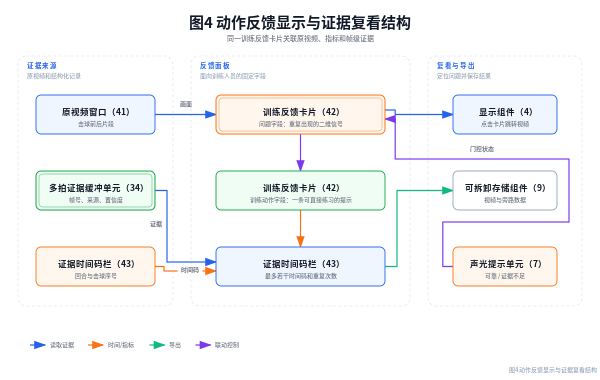 图4 动作反馈显示与证据复看结构
同一训练反馈卡片关联原视频、指标和帧级证据
证据来源
原视频和结构化记录
反馈面板
面向训练人员的固定字段
复看与导出
定位问题并保存结果
原视频窗口（41）
击球前后片段
画面
训练反馈卡片（42）
问题字段：重复出现的二维信号
显示组件（4）
点击卡片跳转视频
门控状态
多拍证据缓冲单元（34）
帧号、来源、置信度
训练反馈卡片（42）
训练动作字段：一条可直接练习的提示
可拆卸存储组件（9）
视频与旁路数据
证据
证据时间码栏（43）
回合与击球序号
时间码
证据时间码栏（43）
最多若干时间码和重复次数
声光提示单元（7）
可靠 / 证据不足
读取证据
时间/指标
导出
联动控制
图4动作反馈显示与证据复看结构